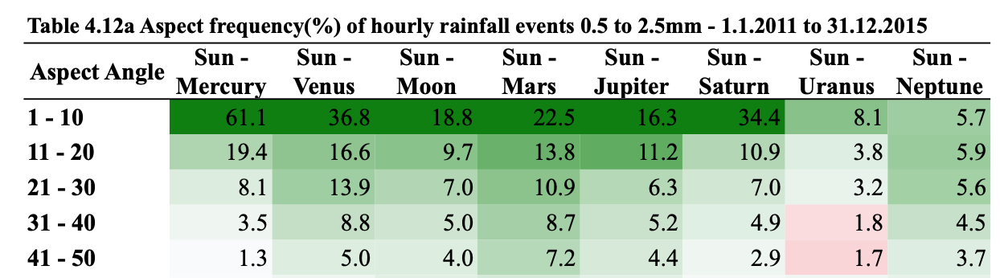 Table 4.12a Aspect frequency(%) of hourly rainfall events 0.5 to 2.5mm - 1.1.2011 to 31.12.2015
Aspect Angle Sun - Mercury Sun - Venus Sun - Moon Sun - Mars Sun - Jupiter Sun - Saturn Sun - Uranus Sun - Neptune
1 - 10 61.1 36.8 18.8 22.5 16.3 34.4 8.1 5.7
11 - 20 19.4 16.6 9.7 13.8 11.2 10.9 3.8 5.9
21 - 30 8.1 13.9 7.0 10.9 6.3 7.0 3.2 5.6
31 - 40 3.5 8.8 5.0 8.7 5.2 4.9 1.8 4.5
41 - 50 1.3 5.0 4.0 7.2 4.4 2.9 1.7 3.7